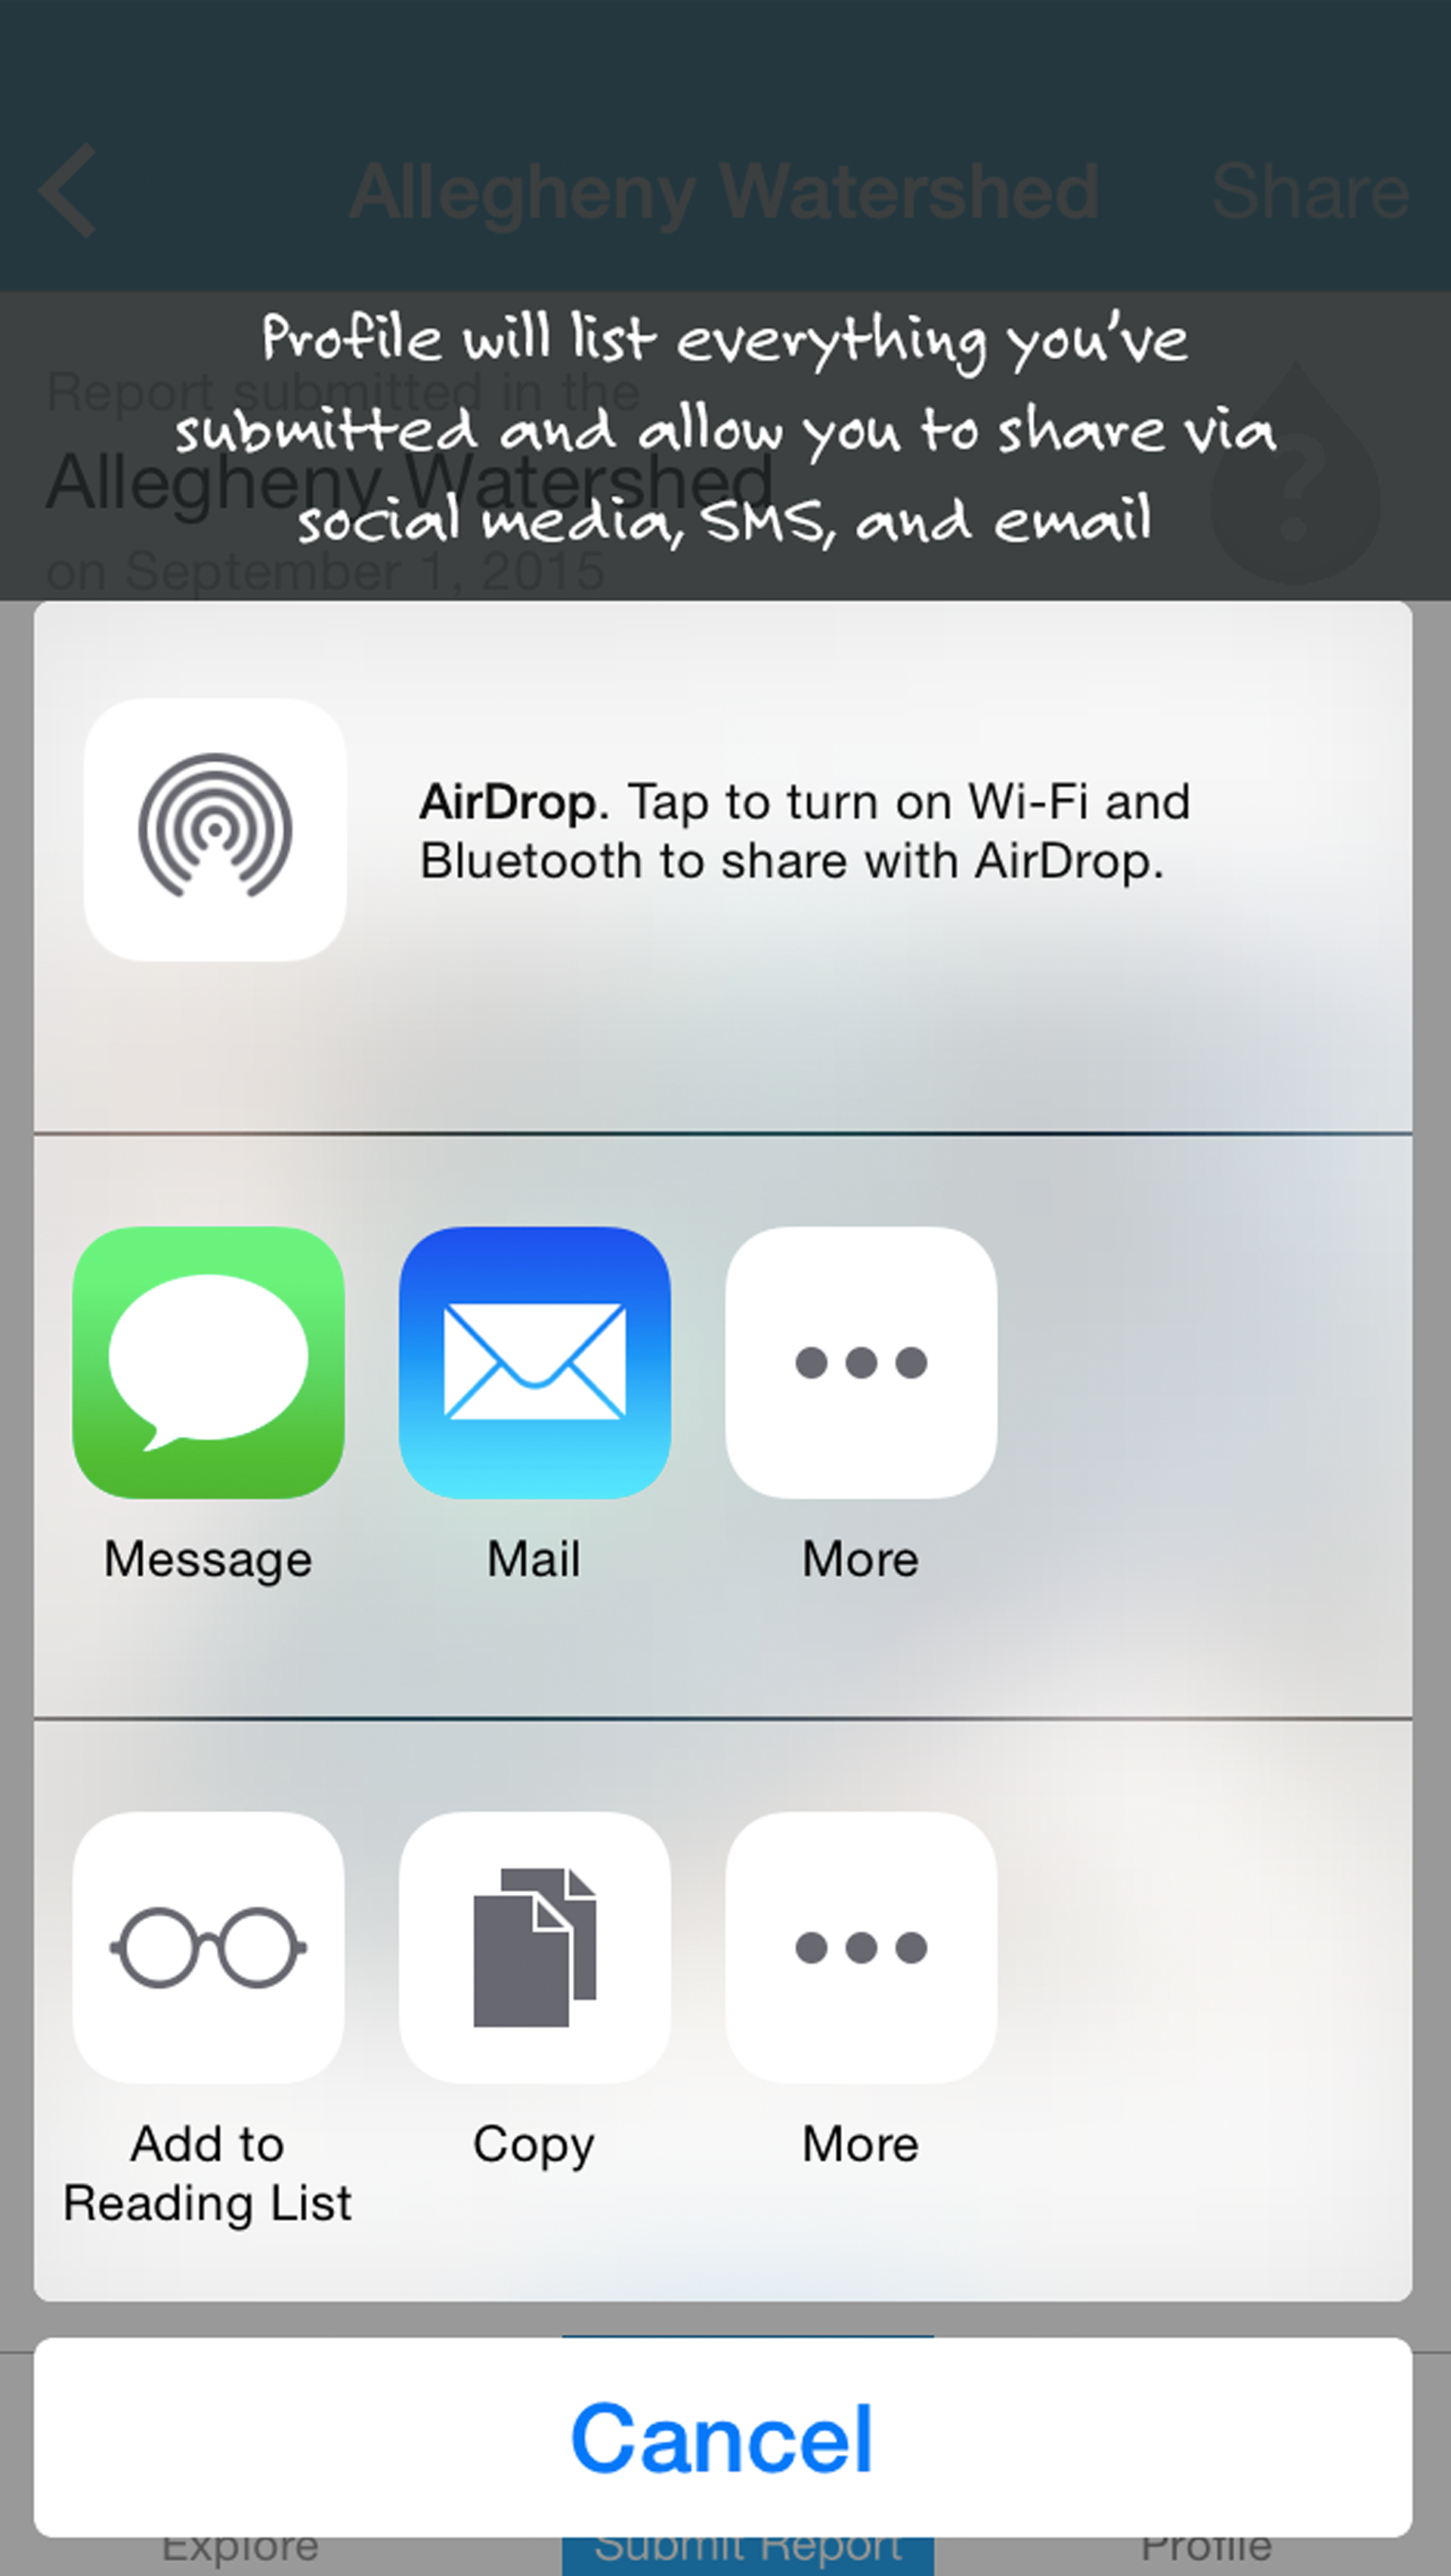 Allegheny Watershed
Share
Profile will list everything you've
submitted and allow you to share via
social media, SMS, and email
Report submitted in the
Allegheny Watershed
on September 1, 2015
?
AirDrop. Tap to turn on Wi-Fi and
Bluetooth to share with AirDrop.
Message
Mail
More
Add to
Reading List
Copy
More
Cancel
Explore
Submit Report
Profile